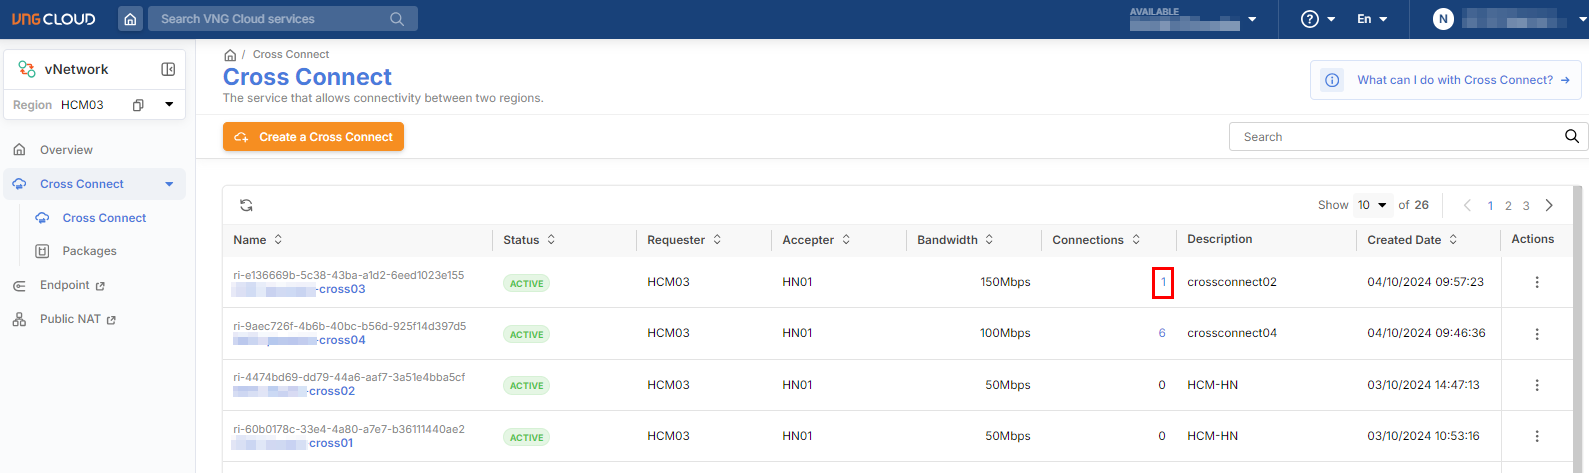 VNG CLOUD
Search VNG Cloud services
AVAILABLE
En
N
vNetwork
Region HCM03
Overview
Cross Connect
Cross Connect
Packages
Endpoint
Public NAT
/ Cross Connect
Cross Connect
The service that allows connectivity between two regions.
What can I do with Cross Connect?
Create a Cross Connect
Search
Show 10 of 26 1 2 3
Name Status Requester Accepter Bandwidth Connections Description Created Date Actions
ri-e136669b-5c38-43ba-a1d2-6eed1023e155
-cross03 ACTIVE HCM03 HN01 150Mbps 1 crossconnect02 04/10/2024 09:57:23
ri-9aec726f-4b6b-40bc-b56d-925f14d397d5
-cross04 ACTIVE HCM03 HN01 100Mbps 6 crossconnect04 04/10/2024 09:46:36
ri-4474bd69-dd79-44a6-aaf7-3a51e4bba5cf
-cross02 ACTIVE HCM03 HN01 50Mbps 0 HCM-HN 03/10/2024 14:47:13
ri-60b0178c-33e4-4a80-a7e7-b36111440ae2
-cross01 ACTIVE HCM03 HN01 50Mbps 0 HCM-HN 03/10/2024 10:53:16